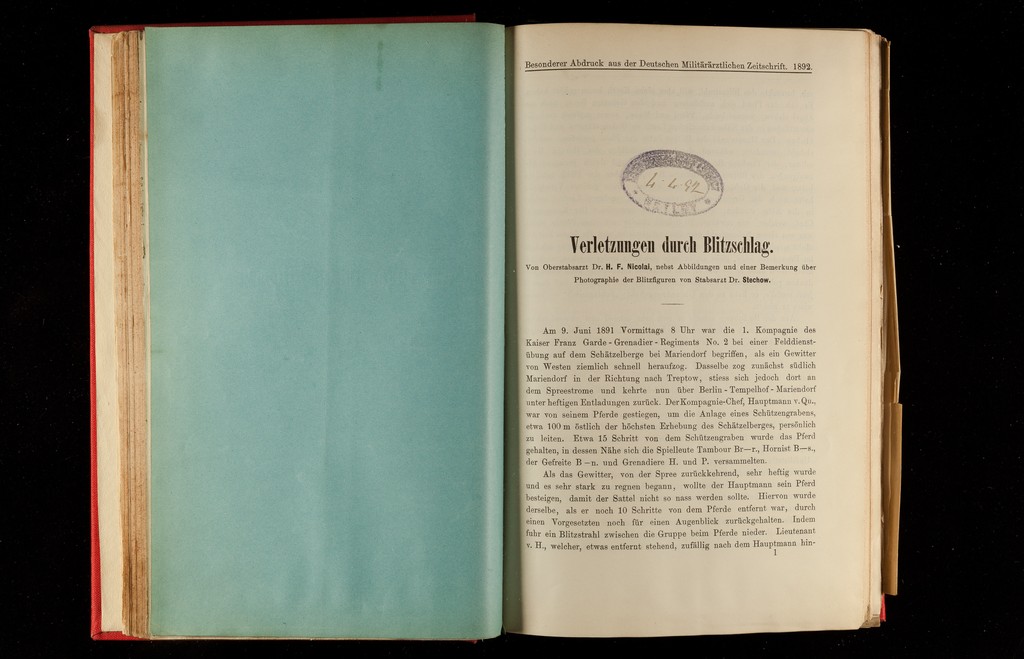 Besonderer Abdruck aus der Deutschen Militärärztlichen Zeitschrift. 1892.
4.4.92
NETLEY
Verletzungen durch Blitzschlag.
Von Oberstabsarzt Dr. H. F. Nicolai, nebst Abbildungen und einer Bemerkung über
Photographie der Blitzfiguren von Stabsarzt Dr. Stechow.
Am 9. Juni 1891 Vormittags 8 Uhr war die 1. Kompagnie des
Kaiser Franz Garde-Grenadier-Regiments No. 2 bei einer Felddienst-
übung auf dem Schätzelberge bei Mariendorf begriffen, als ein Gewitter
von Westen ziemlich schnell heraufzog. Dasselbe zog zunächst südlich
Mariendorf in der Richtung nach Treptow, stiess sich jedoch dort an
dem Spreestrome und kehrte nun über Berlin-Tempelhof-Mariendorf
unter heftigen Entladungen zurück. Der Kompagnie-Chef, Hauptmann v. Qu.,
war von seinem Pferde gestiegen, um die Anlage eines Schützengrabens,
etwa 100 m östlich der höchsten Erhebung des Schätzelberges, persönlich
zu leiten. Etwa 15 Schritt von dem Schützengraben wurde das Pferd
gehalten, in dessen Nähe sich die Spielleute Tambour Br—r., Hornist B—s.,
der Gefreite B—n. und Grenadiere H. und P. versammelten.
Als das Gewitter, von der Spree zurückkehrend, sehr heftig wurde
und es sehr stark zu regnen begann, wollte der Hauptmann sein Pferd
besteigen, damit der Sattel nicht so nass werden sollte. Hiervon wurde
derselbe, als er noch 10 Schritte von dem Pferde entfernt war, durch
einen Vorgesetzten noch für einen Augenblick zurückgehalten. Indem
fuhr ein Blitzstrahl zwischen die Gruppe beim Pferde nieder. Lieutenant
v. H., welcher, etwas entfernt stehend, zufällig nach dem Hauptmann hin-
1